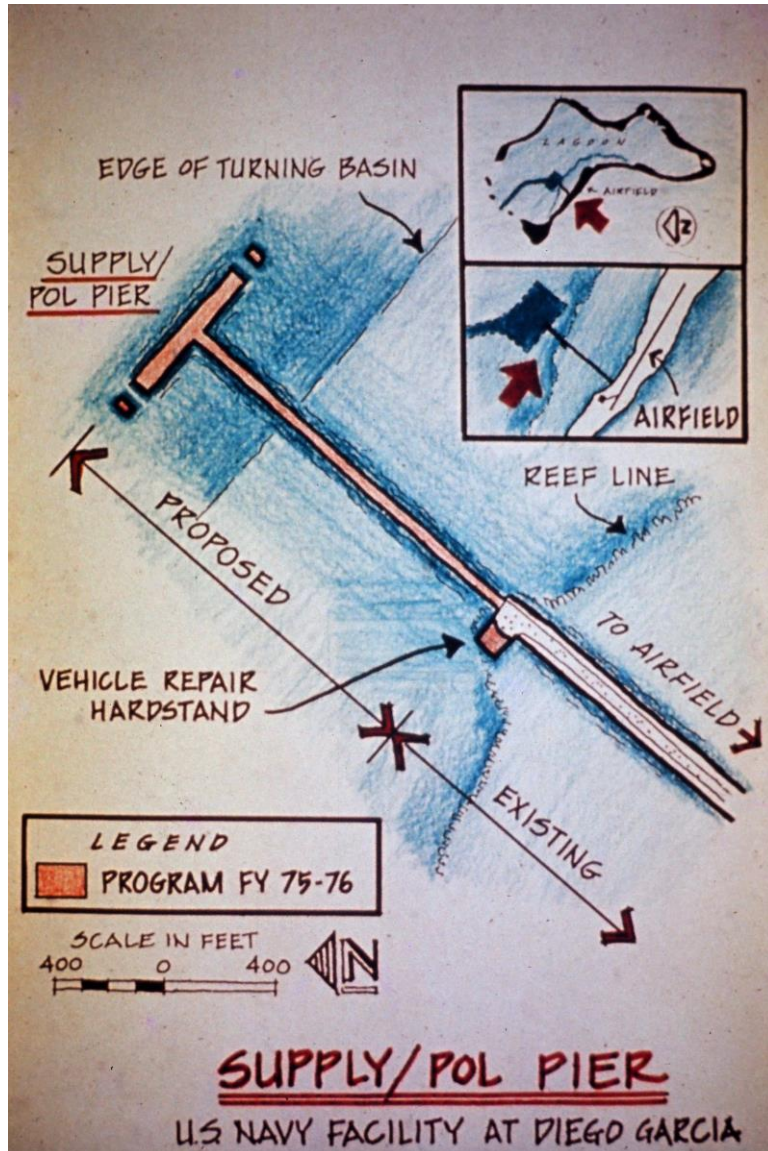 EDGE OF TURNING BASIN
SUPPLY/
POL PIER
LAGOON
AIRFIELD
N
AIRFIELD
REEF LINE
PROPOSED
TO AIRFIELD
VEHICLE REPAIR
HARDSTAND
EXISTING
LEGEND
PROGRAM FY 75-76
SCALE IN FEET
400 0 400
N
SUPPLY/POL PIER
U.S. NAVY FACILITY AT DIEGO GARCIA